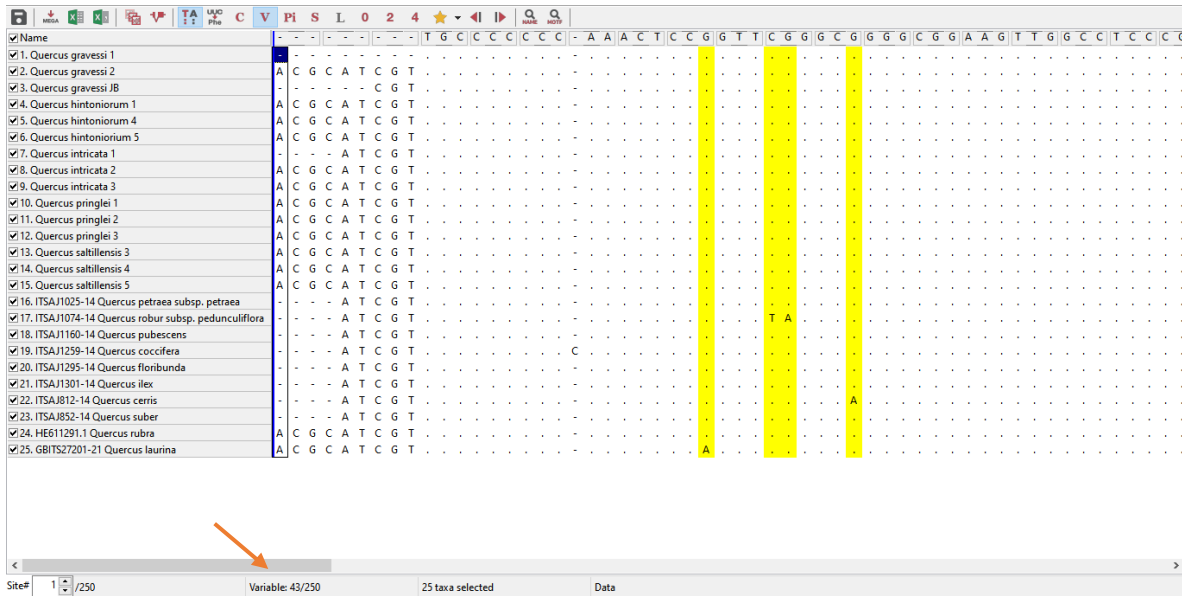 MEGA TA UUC Phe C V Pi S L 0 2 4 NAME MOTIF
Name - - - - - - - - - T G C C C C C C C - A A A C T C C G G T T C G G G C G G G G C G G A A G T T G G C C T C C C
1. Quercus gravessi 1 - - - - - - - - - . . . . . . . . . - . . . . . . . . . . . . . . . . . . . . . . . . . . . . . . . . . . . .
2. Quercus gravessi 2 A C G C A T C G T . . . . . . . . . - . . . . . . . . . . . . . . . . . . . . . . . . . . . . . . . . . . . .
3. Quercus gravessi JB - - - - - - C G T . . . . . . . . . - . . . . . . . . . . . . . . . . . . . . . . . . . . . . . . . . . . . .
4. Quercus hintoniorum 1 A C G C A T C G T . . . . . . . . . - . . . . . . . . . . . . . . . . . . . . . . . . . . . . . . . . . . . .
5. Quercus hintoniorum 4 A C G C A T C G T . . . . . . . . . - . . . . . . . . . . . . . . . . . . . . . . . . . . . . . . . . . . . .
6. Quercus hintoniorium 5 A C G C A T C G T . . . . . . . . . - . . . . . . . . . . . . . . . . . . . . . . . . . . . . . . . . . . . .
7. Quercus intricata 1 - - - - A T C G T . . . . . . . . . - . . . . . . . . . . . . . . . . . . . . . . . . . . . . . . . . . . . .
8. Quercus intricata 2 A C G C A T C G T . . . . . . . . . - . . . . . . . . . . . . . . . . . . . . . . . . . . . . . . . . . . . .
9. Quercus intricata 3 A C G C A T C G T . . . . . . . . . - . . . . . . . . . . . . . . . . . . . . . . . . . . . . . . . . . . . .
10. Quercus pringlei 1 A C G C A T C G T . . . . . . . . . - . . . . . . . . . . . . . . . . . . . . . . . . . . . . . . . . . . . .
11. Quercus pringlei 2 A C G C A T C G T . . . . . . . . . - . . . . . . . . . . . . . . . . . . . . . . . . . . . . . . . . . . . .
12. Quercus pringlei 3 A C G C A T C G T . . . . . . . . . - . . . . . . . . . . . . . . . . . . . . . . . . . . . . . . . . . . . .
13. Quercus saltillensis 3 A C G C A T C G T . . . . . . . . . - . . . . . . . . . . . . . . . . . . . . . . . . . . . . . . . . . . . .
14. Quercus saltillensis 4 A C G C A T C G T . . . . . . . . . - . . . . . . . . . . . . . . . . . . . . . . . . . . . . . . . . . . . .
15. Quercus saltillensis 5 A C G C A T C G T . . . . . . . . . - . . . . . . . . . . . . . . . . . . . . . . . . . . . . . . . . . . . .
16. ITSAJ1025-14 Quercus petraea subsp. petraea - - - - A T C G T . . . . . . . . . - . . . . . . . . . . . . . . . . . . . . . . . . . . . . . . . . . . . .
17. ITSAJ1074-14 Quercus robur subsp. pedunculiflora - - - - A T C G T . . . . . . . . . - . . . . . . . . . . . T A . . . . . . . . . . . . . . . . . . . . . . .
18. ITSAJ1160-14 Quercus pubescens - - - - A T C G T . . . . . . . . . - . . . . . . . . . . . . . . . . . . . . . . . . . . . . . . . . . . . .
19. ITSAJ1259-14 Quercus coccifera - - - - A T C G T . . . . . . . . . C . . . . . . . . . . . . . . . . . . . . . . . . . . . . . . . . . . . .
20. ITSAJ1295-14 Quercus floribunda - - - - A T C G T . . . . . . . . . - . . . . . . . . . . . . . . . . . . . . . . . . . . . . . . . . . . . .
21. ITSAJ1301-14 Quercus ilex - - - - A T C G T . . . . . . . . . - . . . . . . . . . . . . . . . . . . . . . . . . . . . . . . . . . . . .
22. ITSAJ812-14 Quercus cerris - - - - A T C G T . . . . . . . . . - . . . . . . . . . . . . . . . . A . . . . . . . . . . . . . . . . . . .
23. ITSAJ852-14 Quercus suber - - - - A T C G T . . . . . . . . . - . . . . . . . . . . . . . . . . . . . . . . . . . . . . . . . . . . . .
24. HE611291.1 Quercus rubra A C G C A T C G T . . . . . . . . . - . . . . . . . . . . . . . . . . . . . . . . . . . . . . . . . . . . . .
25. GBITS27201-21 Quercus laurina A C G C A T C G T . . . . . . . . . - . . . . . . . A . . . . . . . . . . . . . . . . . . . . . . . . . . . .
Site# 1 /250 Variable: 43/250 25 taxa selected Data